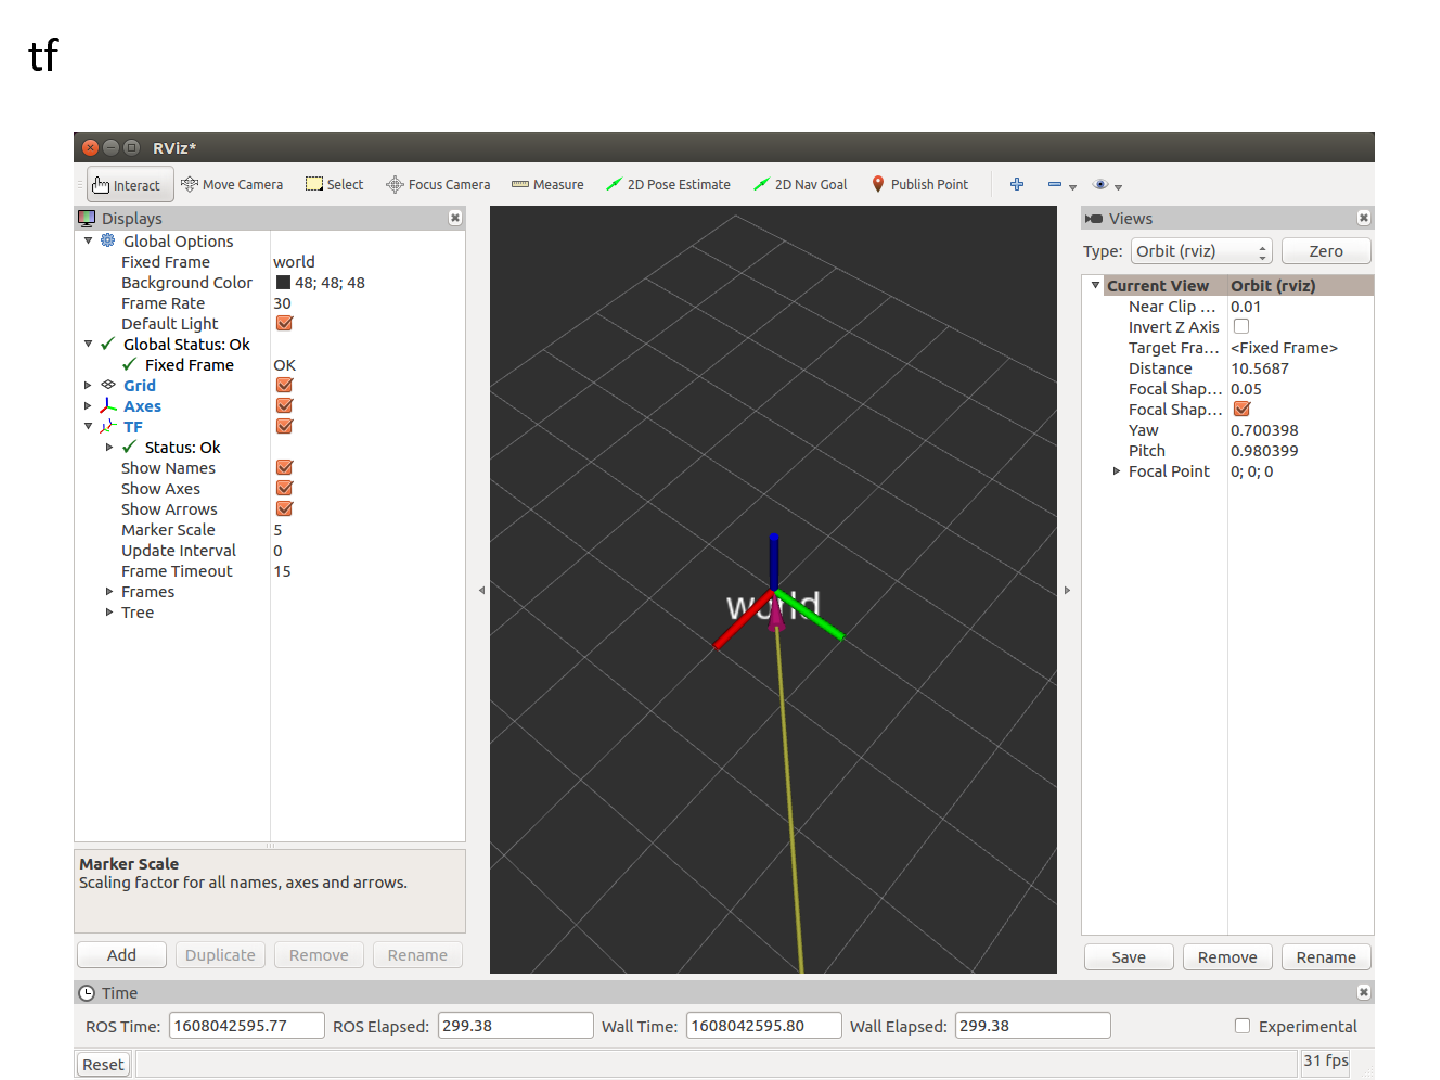 tf
RViz*
Interact Move Camera Select Focus Camera Measure 2D Pose Estimate 2D Nav Goal Publish Point
Displays
Global Options
Fixed Frame world
Background Color 48; 48; 48
Frame Rate 30
Default Light
Global Status: Ok
Fixed Frame OK
Grid
Axes
TF
Status: Ok
Show Names
Show Axes
Show Arrows
Marker Scale 5
Update Interval 0
Frame Timeout 15
Frames
Tree
Marker Scale
Scaling factor for all names, axes and arrows.
Add Duplicate Remove Rename
world
Views
Type: Orbit (rviz) Zero
Current View Orbit (rviz)
Near Clip ... 0.01
Invert Z Axis
Target Fra... <Fixed Frame>
Distance 10.5687
Focal Shap... 0.05
Focal Shap...
Yaw 0.700398
Pitch 0.980399
Focal Point 0; 0; 0
Save Remove Rename
Time
ROS Time: 1608042595.77 ROS Elapsed: 299.38 Wall Time: 1608042595.80 Wall Elapsed: 299.38 Experimental
Reset 31 fps